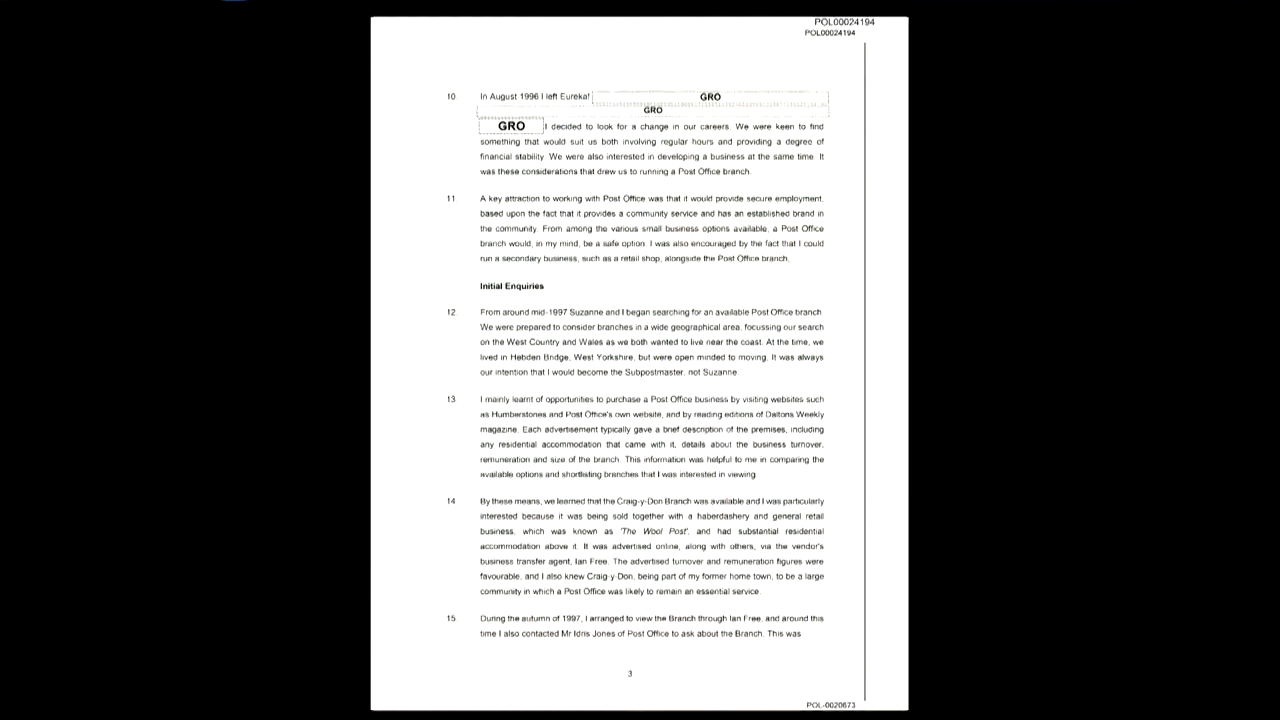 POL00024194
POL00024194
10. In August 1996 I left Eureka! GRO
GRO
GRO I decided to look for a change in our careers. We were keen to find
something that would suit us both involving regular hours and providing a degree of
financial stability. We were also interested in developing a business at the same time. It
was these considerations that drew us to running a Post Office branch.
11. A key attraction to working with Post Office was that it would provide secure employment,
based upon the fact that it provides a community service and has an established brand in
the community. From among the various small business options available, a Post Office
branch would, in my mind, be a safe option. I was also encouraged by the fact that I could
run a secondary business, such as a retail shop, alongside the Post Office branch.
Initial Enquiries
12. From around mid-1997 Suzanne and I began searching for an available Post Office branch.
We were prepared to consider branches in a wide geographical area, focussing our search
on the West Country and Wales as we both wanted to live near the coast. At the time, we
lived in Hebden Bridge, West Yorkshire, but were open minded to moving. It was always
our intention that I would become the Subpostmaster, not Suzanne.
13. I mainly learnt of opportunities to purchase a Post Office business by visiting websites such
as Humberstones and Post Office's own website, and by reading editions of Daltons Weekly
magazine. Each advertisement typically gave a brief description of the premises, including
any residential accommodation that came with it, details about the business turnover,
remuneration and size of the branch. This information was helpful to me in comparing the
available options and shortlisting branches that I was interested in viewing.
14. By these means, we learned that the Craig-y-Don Branch was available and I was particularly
interested because it was being sold together with a haberdashery and general retail
business, which was known as 'The Wool Post', and had substantial residential
accommodation above it. It was advertised online, along with others, via the vendor's
business transfer agent, Ian Free. The advertised turnover and remuneration figures were
favourable, and I also knew Craig-y-Don, being part of my former home town, to be a large
community in which a Post Office was likely to remain an essential service.
15. During the autumn of 1997, I arranged to view the Branch through Ian Free, and around this
time I also contacted Mr Idris Jones of Post Office to ask about the Branch. This was
3
POL-0020673